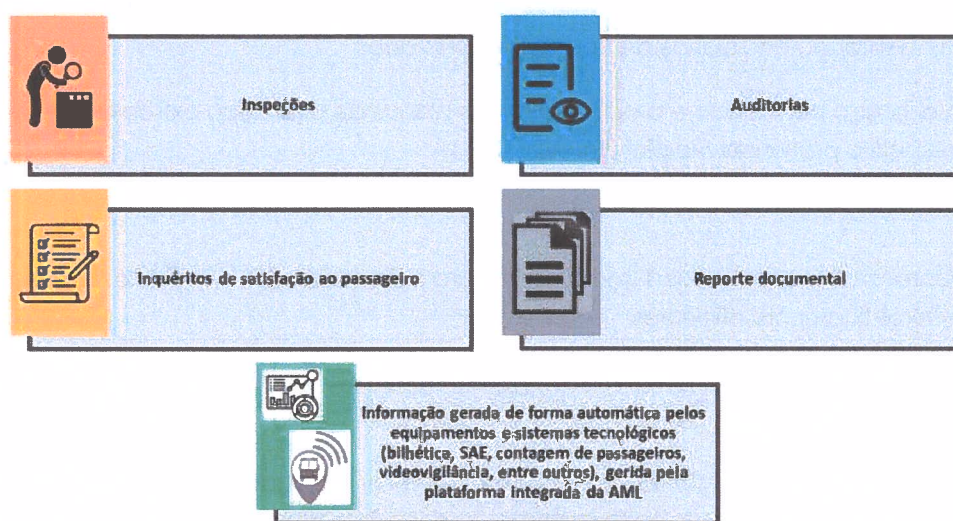 Inspeções
Auditorias
Inquéritos de satisfação ao passageiro
Reporte documental
Informação gerada de forma automática pelos
equipamentos e sistemas tecnológicos
(bilhética, SAE, contagem de passageiros,
videovigilância, entre outros), gerida pela
plataforma integrada da AML